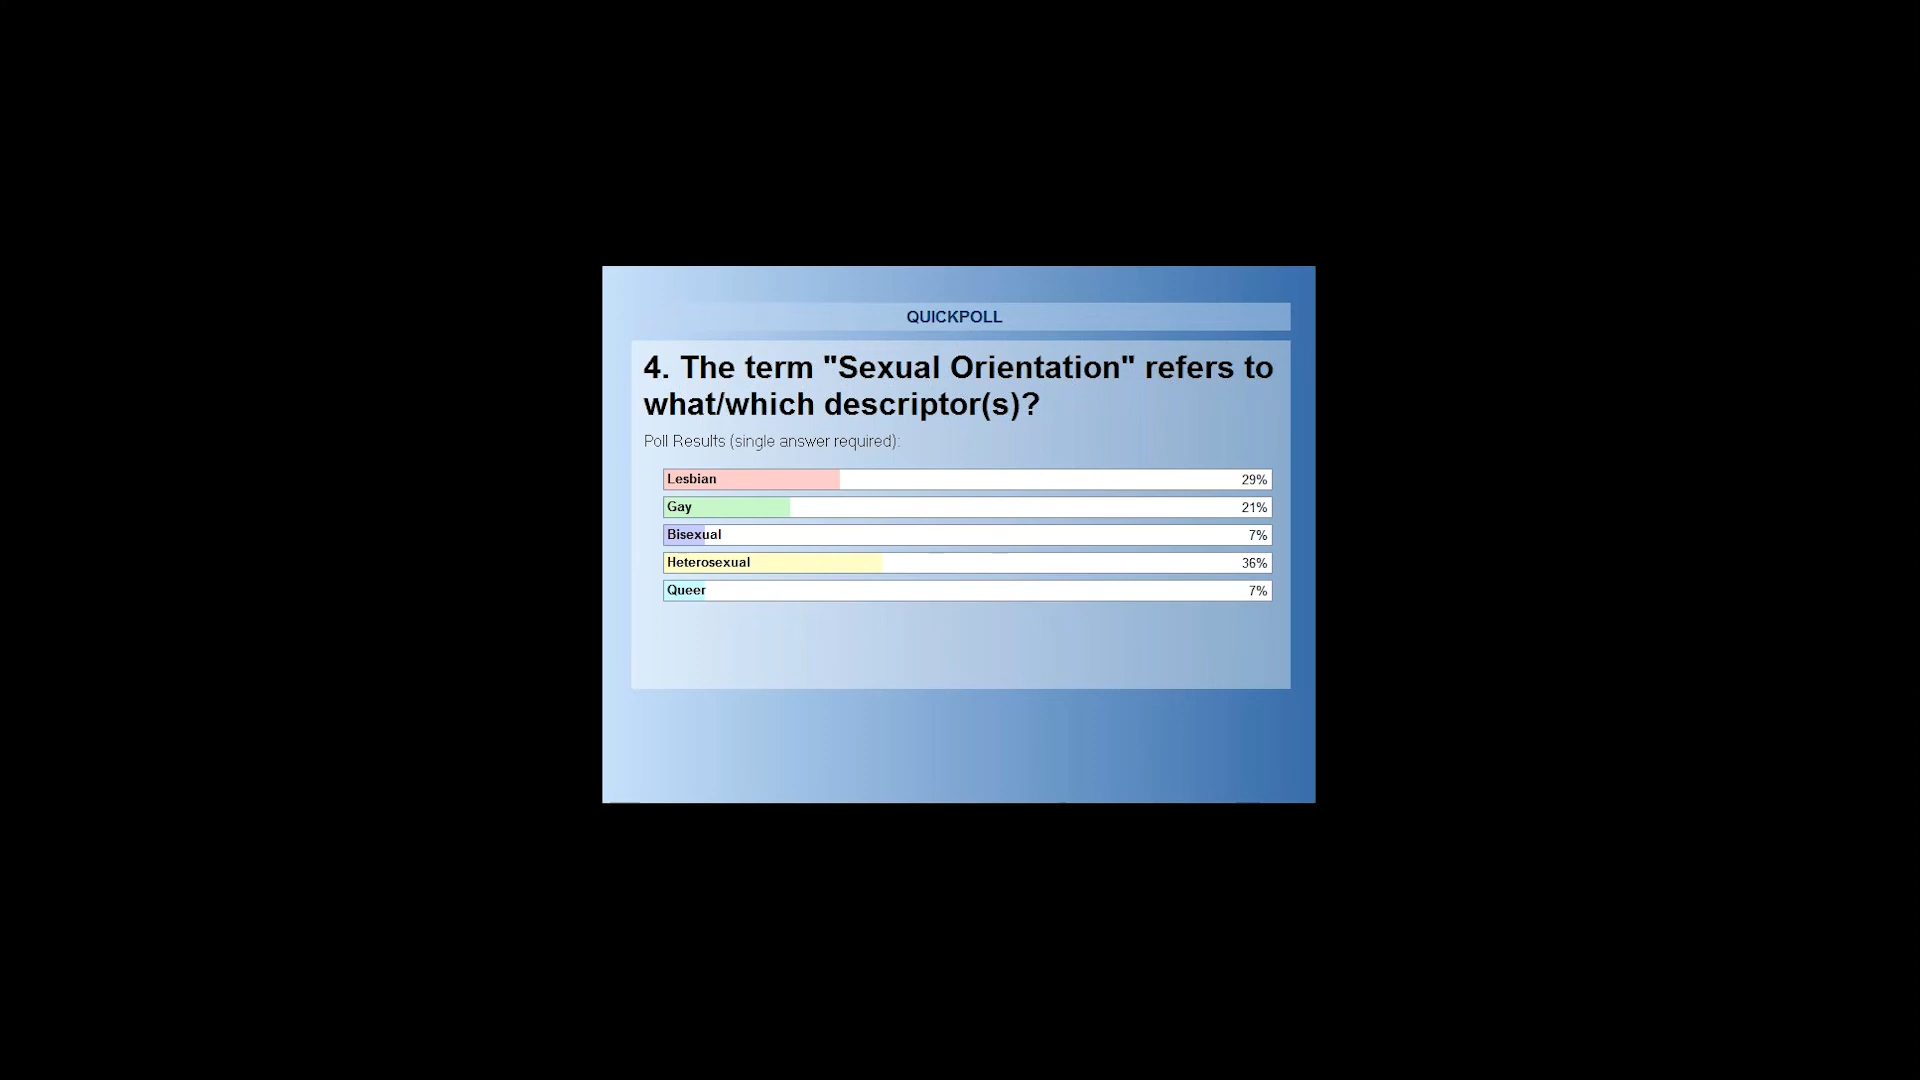 QUICKPOLL
4. The term "Sexual Orientation" refers to
what/which descriptor(s)?
Poll Results (single answer required):
Lesbian 29%
Gay 21%
Bisexual 7%
Heterosexual 36%
Queer 7%